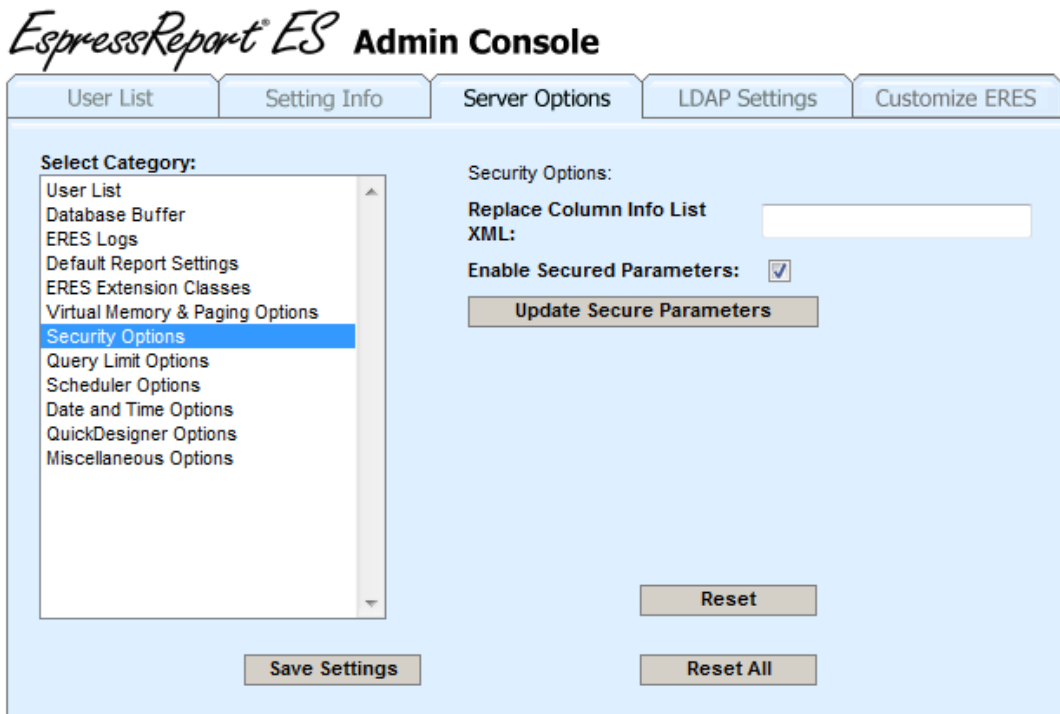 EspressReport® ES Admin Console
User List
Setting Info
Server Options
LDAP Settings
Customize ERES
Select Category:
User List
Database Buffer
ERES Logs
Default Report Settings
ERES Extension Classes
Virtual Memory & Paging Options
Security Options
Query Limit Options
Scheduler Options
Date and Time Options
QuickDesigner Options
Miscellaneous Options
Security Options:
Replace Column Info List
XML:
Enable Secured Parameters:
Update Secure Parameters
Reset
Save Settings
Reset All